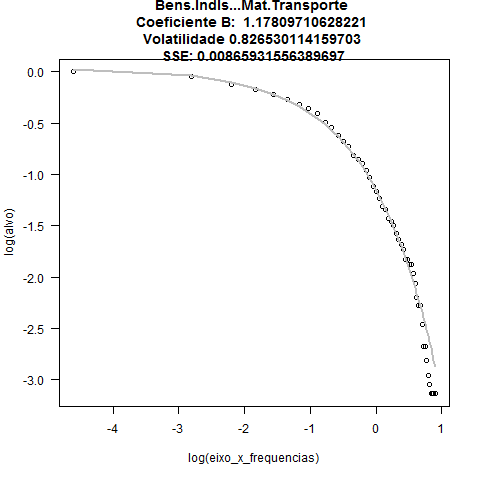 Bens.Indis...Mat.Transporte
Coeficiente B:  1.17809710628221
Volatilidade 0.826530114159703
SSE: 0.00865931556389697
0.0
-0.5
-1.0
-1.5
-2.0
-2.5
-3.0
log(alvo)
-4 -3 -2 -1 0 1
log(eixo_x_frequencias)